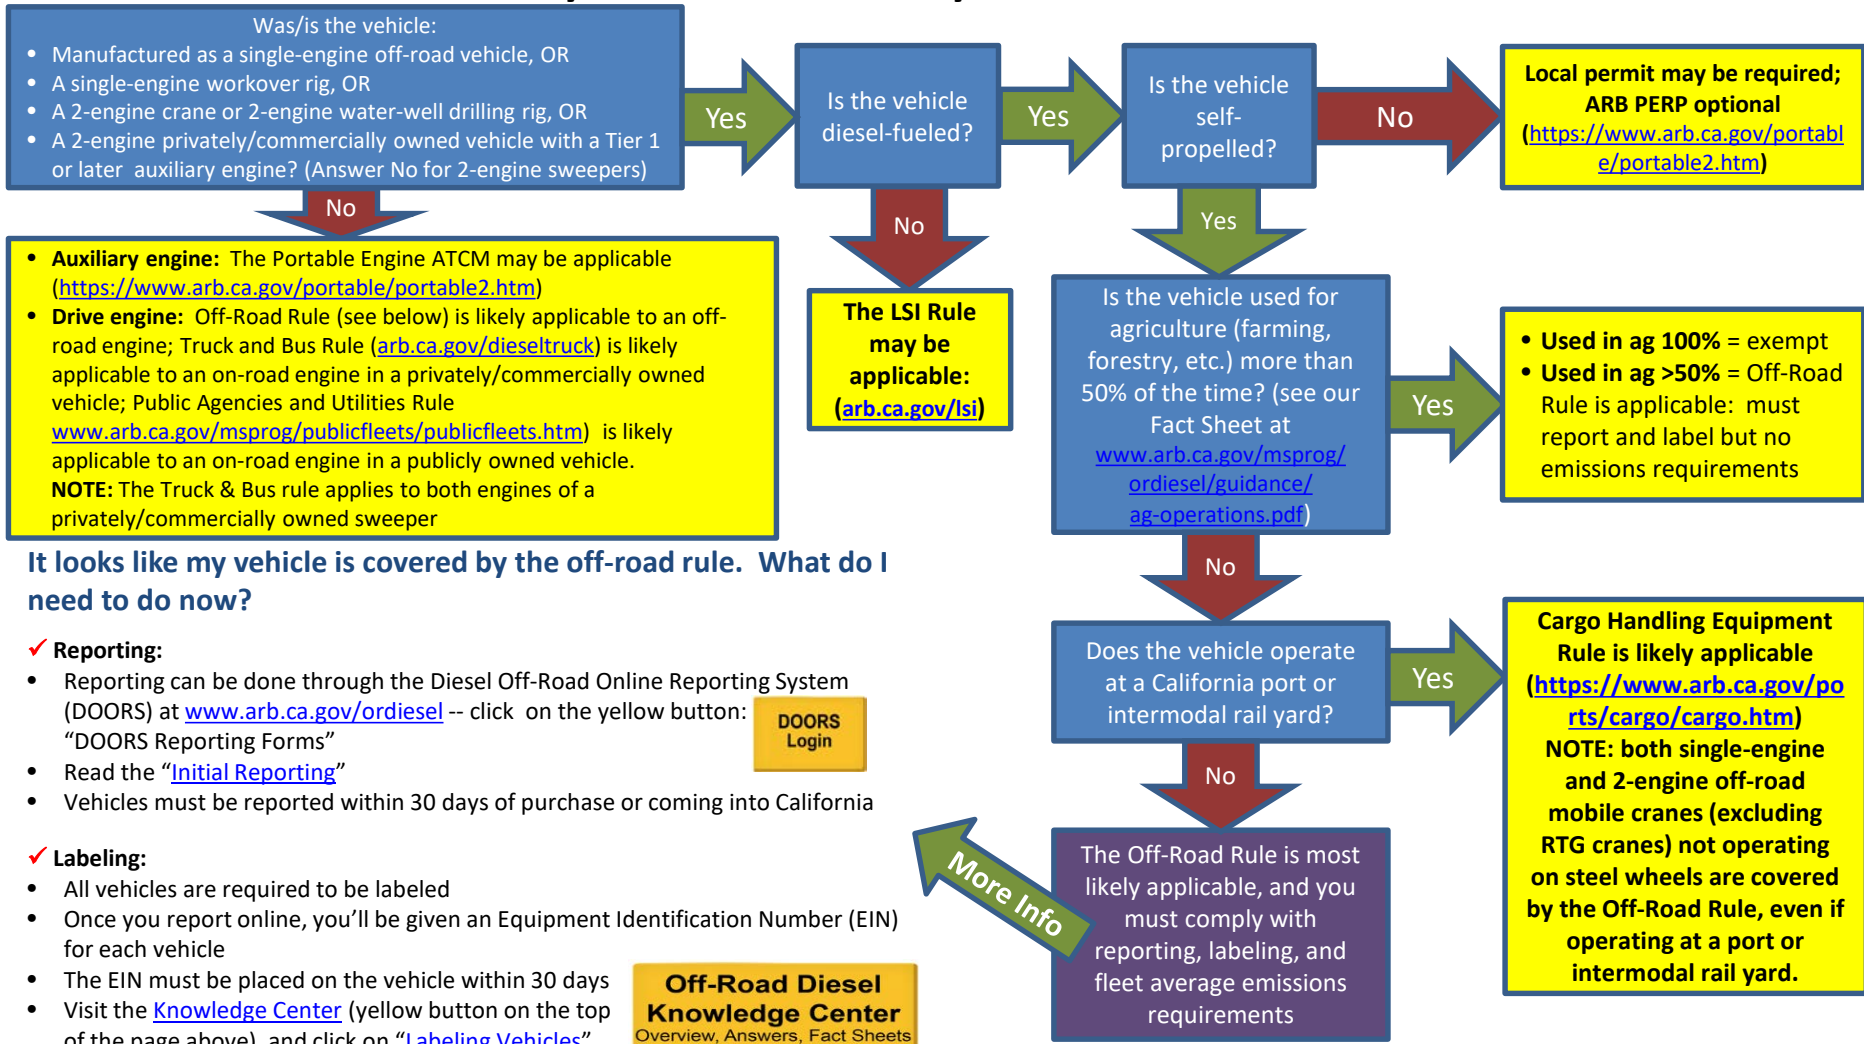 Was/is the vehicle:
• Manufactured as a single-engine off-road vehicle, OR
• A single-engine workover rig, OR
• A 2-engine crane or 2-engine water-well drilling rig, OR
• A 2-engine privately/commercially owned vehicle with a Tier 1
or later auxiliary engine? (Answer No for 2-engine sweepers)
Yes
Is the vehicle
diesel-fueled?
Yes
Is the vehicle
self-
propelled?
No
Local permit may be required;
ARB PERP optional
(https://www.arb.ca.gov/portabl
e/portable2.htm)
No
No
Yes
• Auxiliary engine: The Portable Engine ATCM may be applicable
(https://www.arb.ca.gov/portable/portable2.htm)
• Drive engine: Off-Road Rule (see below) is likely applicable to an off-
road engine; Truck and Bus Rule (arb.ca.gov/dieseltruck) is likely
applicable to an on-road engine in a privately/commercially owned
vehicle; Public Agencies and Utilities Rule
www.arb.ca.gov/msprog/publicfleets/publicfleets.htm) is likely
applicable to an on-road engine in a publicly owned vehicle.
NOTE: The Truck & Bus rule applies to both engines of a
privately/commercially owned sweeper
The LSI Rule
may be
applicable:
(arb.ca.gov/lsi)
Is the vehicle used for
agriculture (farming,
forestry, etc.) more than
50% of the time? (see our
Fact Sheet at
www.arb.ca.gov/msprog/
ordiesel/guidance/
ag-operations.pdf)
Yes
• Used in ag 100% = exempt
• Used in ag >50% = Off-Road
Rule is applicable: must
report and label but no
emissions requirements
No
Does the vehicle operate
at a California port or
intermodal rail yard?
Yes
Cargo Handling Equipment
Rule is likely applicable
(https://www.arb.ca.gov/po
rts/cargo/cargo.htm)
NOTE: both single-engine
and 2-engine off-road
mobile cranes (excluding
RTG cranes) not operating
on steel wheels are covered
by the Off-Road Rule, even if
operating at a port or
intermodal rail yard.
No
The Off-Road Rule is most
likely applicable, and you
must comply with
reporting, labeling, and
fleet average emissions
requirements
More Info
It looks like my vehicle is covered by the off-road rule. What do I
need to do now?
✓ Reporting:
• Reporting can be done through the Diesel Off-Road Online Reporting System
(DOORS) at www.arb.ca.gov/ordiesel -- click on the yellow button:
“DOORS Reporting Forms”
DOORS
Login
• Read the “Initial Reporting”
• Vehicles must be reported within 30 days of purchase or coming into California
✓ Labeling:
• All vehicles are required to be labeled
• Once you report online, you’ll be given an Equipment Identification Number (EIN)
for each vehicle
• The EIN must be placed on the vehicle within 30 days
• Visit the Knowledge Center (yellow button on the top
of the page above), and click on “Labeling Vehicles”
Off-Road Diesel
Knowledge Center
Overview, Answers, Fact Sheets